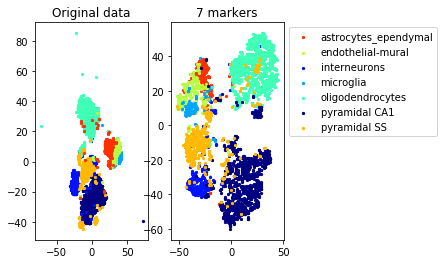 Original data
7 markers
80
60
40
20
0
−20
−40
−50
0
50
40
20
0
−20
−40
−60
−50
0
50
astrocytes_ependymal
endothelial-mural
interneurons
microglia
oligodendrocytes
pyramidal CA1
pyramidal SS